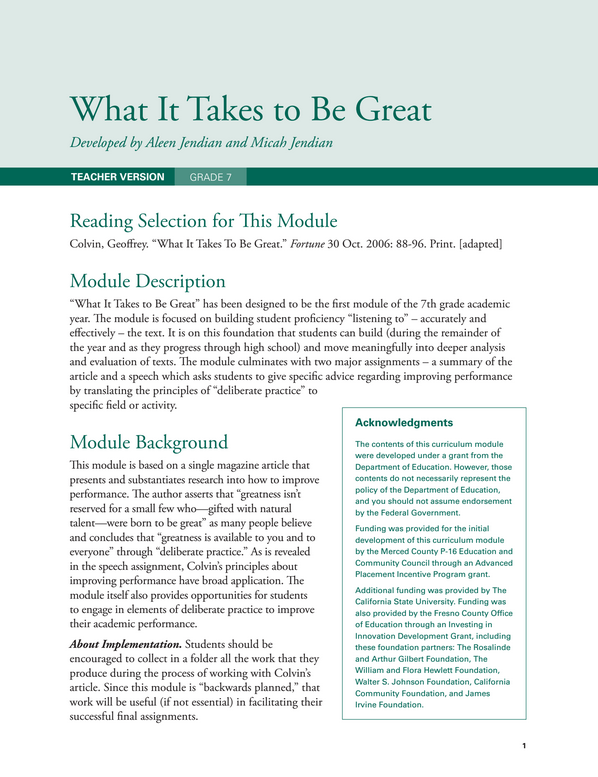 What It Takes to Be Great
Developed by Aleen Jendian and Micah Jendian
TEACHER VERSION GRADE 7
Reading Selection for This Module
Colvin, Geoffrey. “What It Takes To Be Great.” Fortune 30 Oct. 2006: 88-96. Print. [adapted]
Module Description
“What It Takes to Be Great” has been designed to be the first module of the 7th grade academic
year. The module is focused on building student proficiency “listening to” – accurately and
effectively – the text. It is on this foundation that students can build (during the remainder of
the year and as they progress through high school) and move meaningfully into deeper analysis
and evaluation of texts. The module culminates with two major assignments – a summary of the
article and a speech which asks students to give specific advice regarding improving performance
by translating the principles of “deliberate practice” to
specific field or activity.
Module Background
This module is based on a single magazine article that
presents and substantiates research into how to improve
performance. The author asserts that “greatness isn’t
reserved for a small few who—gifted with natural
talent—were born to be great” as many people believe
and concludes that “greatness is available to you and to
everyone” through “deliberate practice.” As is revealed
in the speech assignment, Colvin’s principles about
improving performance have broad application. The
module itself also provides opportunities for students
to engage in elements of deliberate practice to improve
their academic performance.
About Implementation. Students should be
encouraged to collect in a folder all the work that they
produce during the process of working with Colvin’s
article. Since this module is “backwards planned,” that
work will be useful (if not essential) in facilitating their
successful final assignments.
Acknowledgments
The contents of this curriculum module
were developed under a grant from the
Department of Education. However, those
contents do not necessarily represent the
policy of the Department of Education,
and you should not assume endorsement
by the Federal Government.
Funding was provided for the initial
development of this curriculum module
by the Merced County P-16 Education and
Community Council through an Advanced
Placement Incentive Program grant.
Additional funding was provided by The
California State University. Funding was
also provided by the Fresno County Office
of Education through an Investing in
Innovation Development Grant, including
these foundation partners: The Rosalinde
and Arthur Gilbert Foundation, The
William and Flora Hewlett Foundation,
Walter S. Johnson Foundation, California
Community Foundation, and James
Irvine Foundation.
1